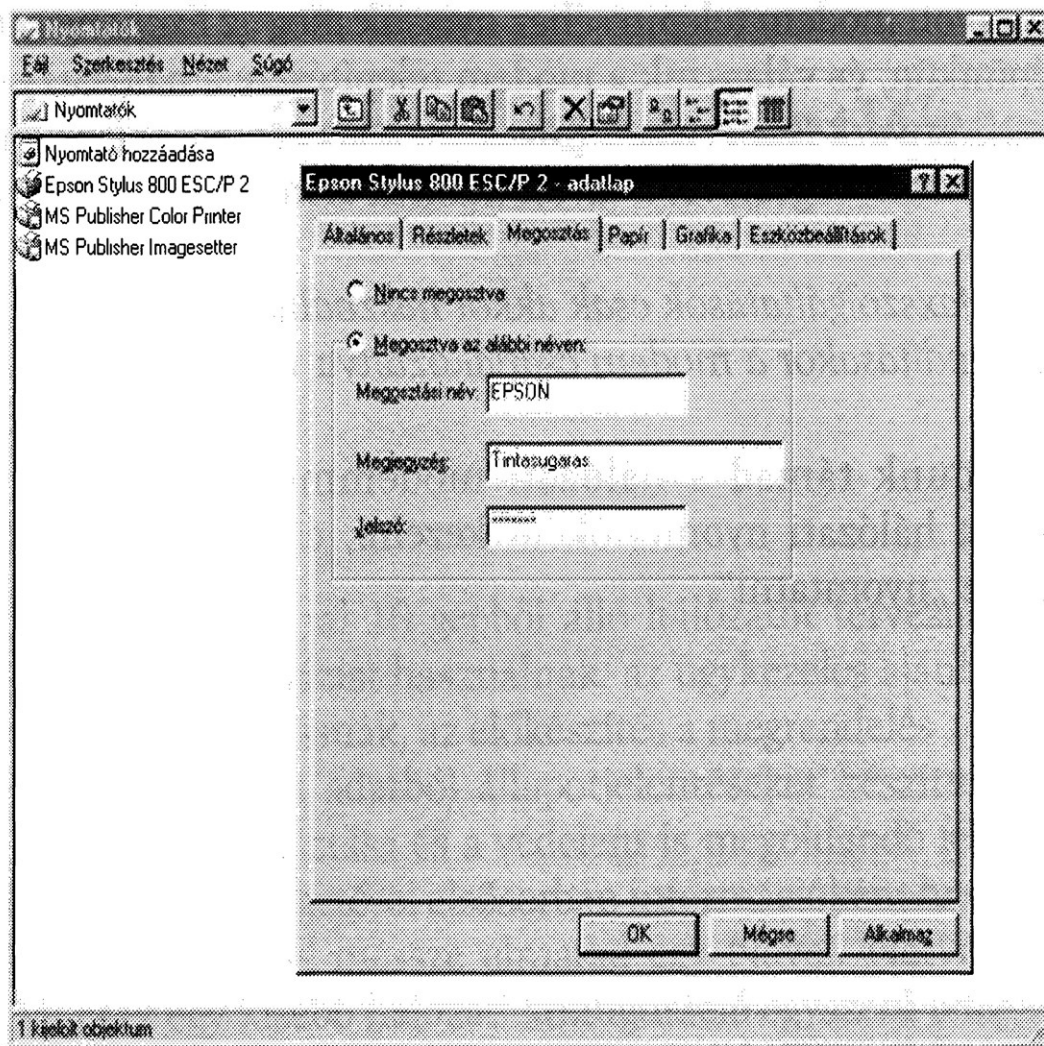 Nyomtatók
Fájl Szerkesztés Nézet Súgó
Nyomtatók
Nyomtató hozzáadása
Epson Stylus 800 ESC/P 2
MS Publisher Color Printer
MS Publisher Imagesetter
Epson Stylus 800 ESC/P 2 - adatlap
Általános Részletek Megosztás Papír Grafika Eszközbeállítások
Nincs megosztva
Megosztva az alábbi néven:
Megosztási név: EPSON
Megjegyzés: Tintasugaras
Jelszó: *******
OK Mégse Alkalmaz
1 kijelölt objektum